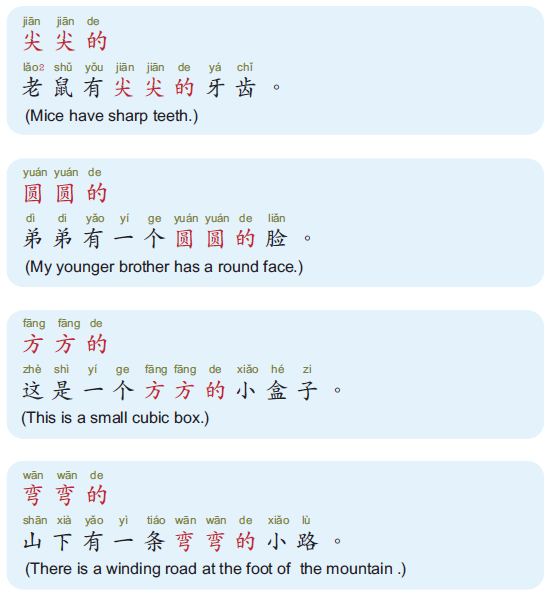 jiān jiān de
尖 尖 的
lǎo2 shǔ yǒu jiān jiān de yá chǐ
老 鼠 有 尖 尖 的 牙 齿 。
(Mice have sharp teeth.)
yuán yuán de
圆 圆 的
dì di yǎo yí ge yuán yuán de liǎn
弟 弟 有 一 个 圆 圆 的 脸 。
(My younger brother has a round face.)
fāng fāng de
方 方 的
zhè shì yí ge fāng fāng de xiǎo hé zi
这 是 一 个 方 方 的 小 盒 子 。
(This is a small cubic box.)
wān wān de
弯 弯 的
shān xià yǎo yì tiáo wān wān de xiǎo lù
山 下 有 一 条 弯 弯 的 小 路 。
(There is a winding road at the foot of the mountain .)